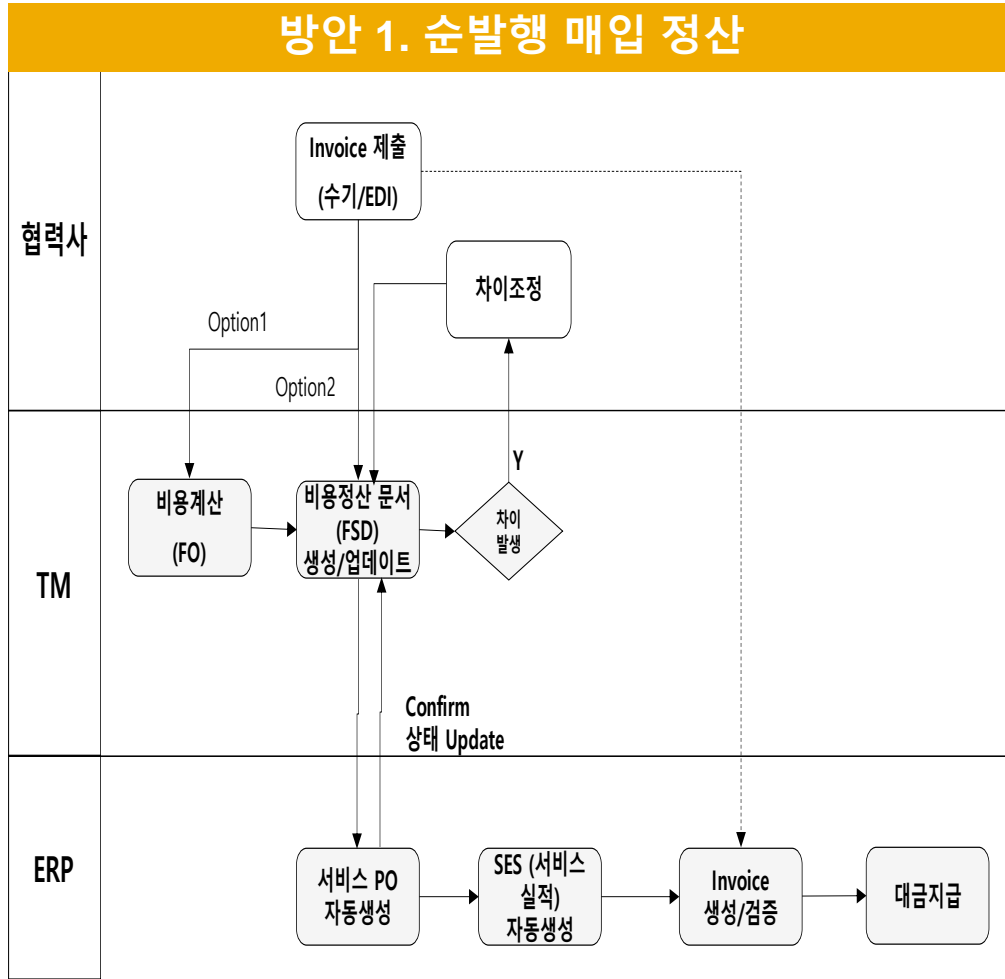 방안 1. 순발행 매입 정산
협력사
Invoice 제출
(수기/EDI)
차이조정
Option1
Option2
TM
비용계산
(FO)
비용정산 문서
(FSD)
생성/업데이트
Y
차이
발생
Confirm
상태 Update
ERP
서비스 PO
자동생성
SES (서비스
실적)
자동생성
Invoice
생성/검증
대금지급